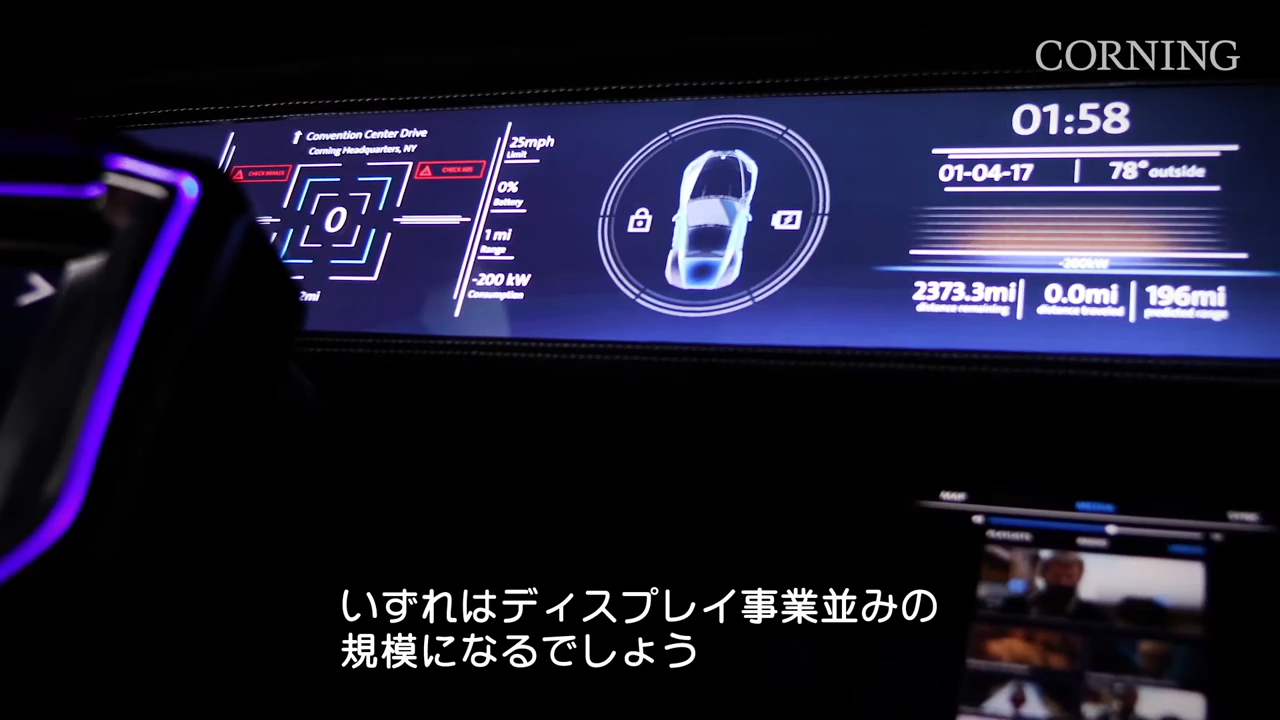 CORNING
Convention Center Drive
Corning Headquarters, NY
CHECK BRAKES
CHECK ABS
25mph
Limit
0%
Battery
1 mi
Range
-200 kW
Consumption
0
2mi
01:58
01-04-17
78° outside
-200kW
2373.3mi
distance remaining
0.0mi
distance traveled
196mi
predicted range
いずれはディスプレイ事業並みの
規模になるでしょう